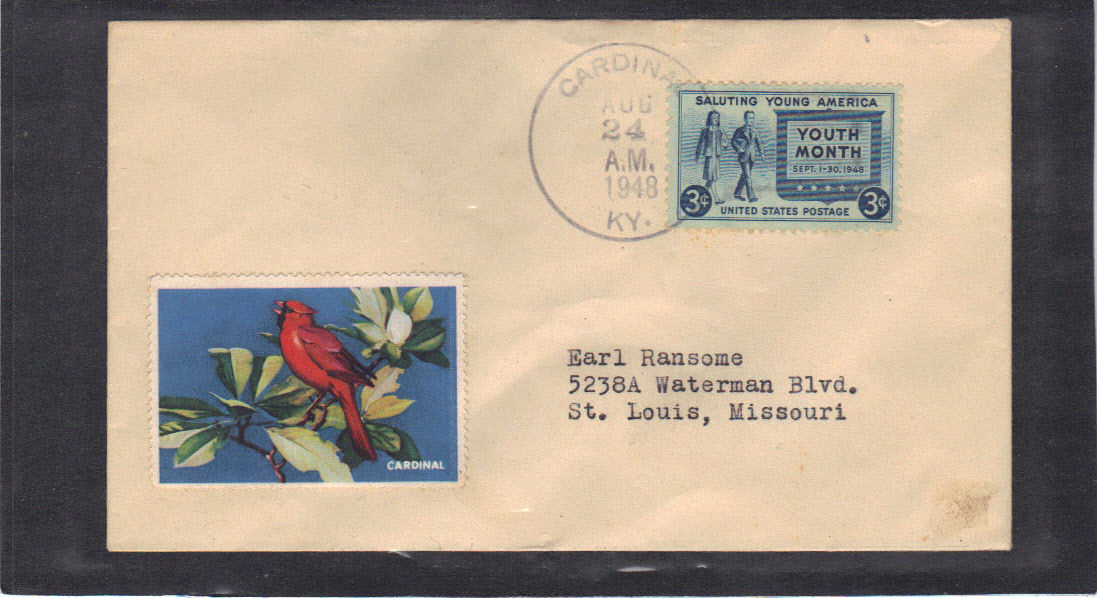 CARDINAL
AUG
24
A.M.
1948
KY.
SALUTING YOUNG AMERICA
YOUTH
MONTH
SEPT. 1-30, 1948
3¢
UNITED STATES POSTAGE
3¢
Earl Ransome
5238A Waterman Blvd.
St. Louis, Missouri
CARDINAL